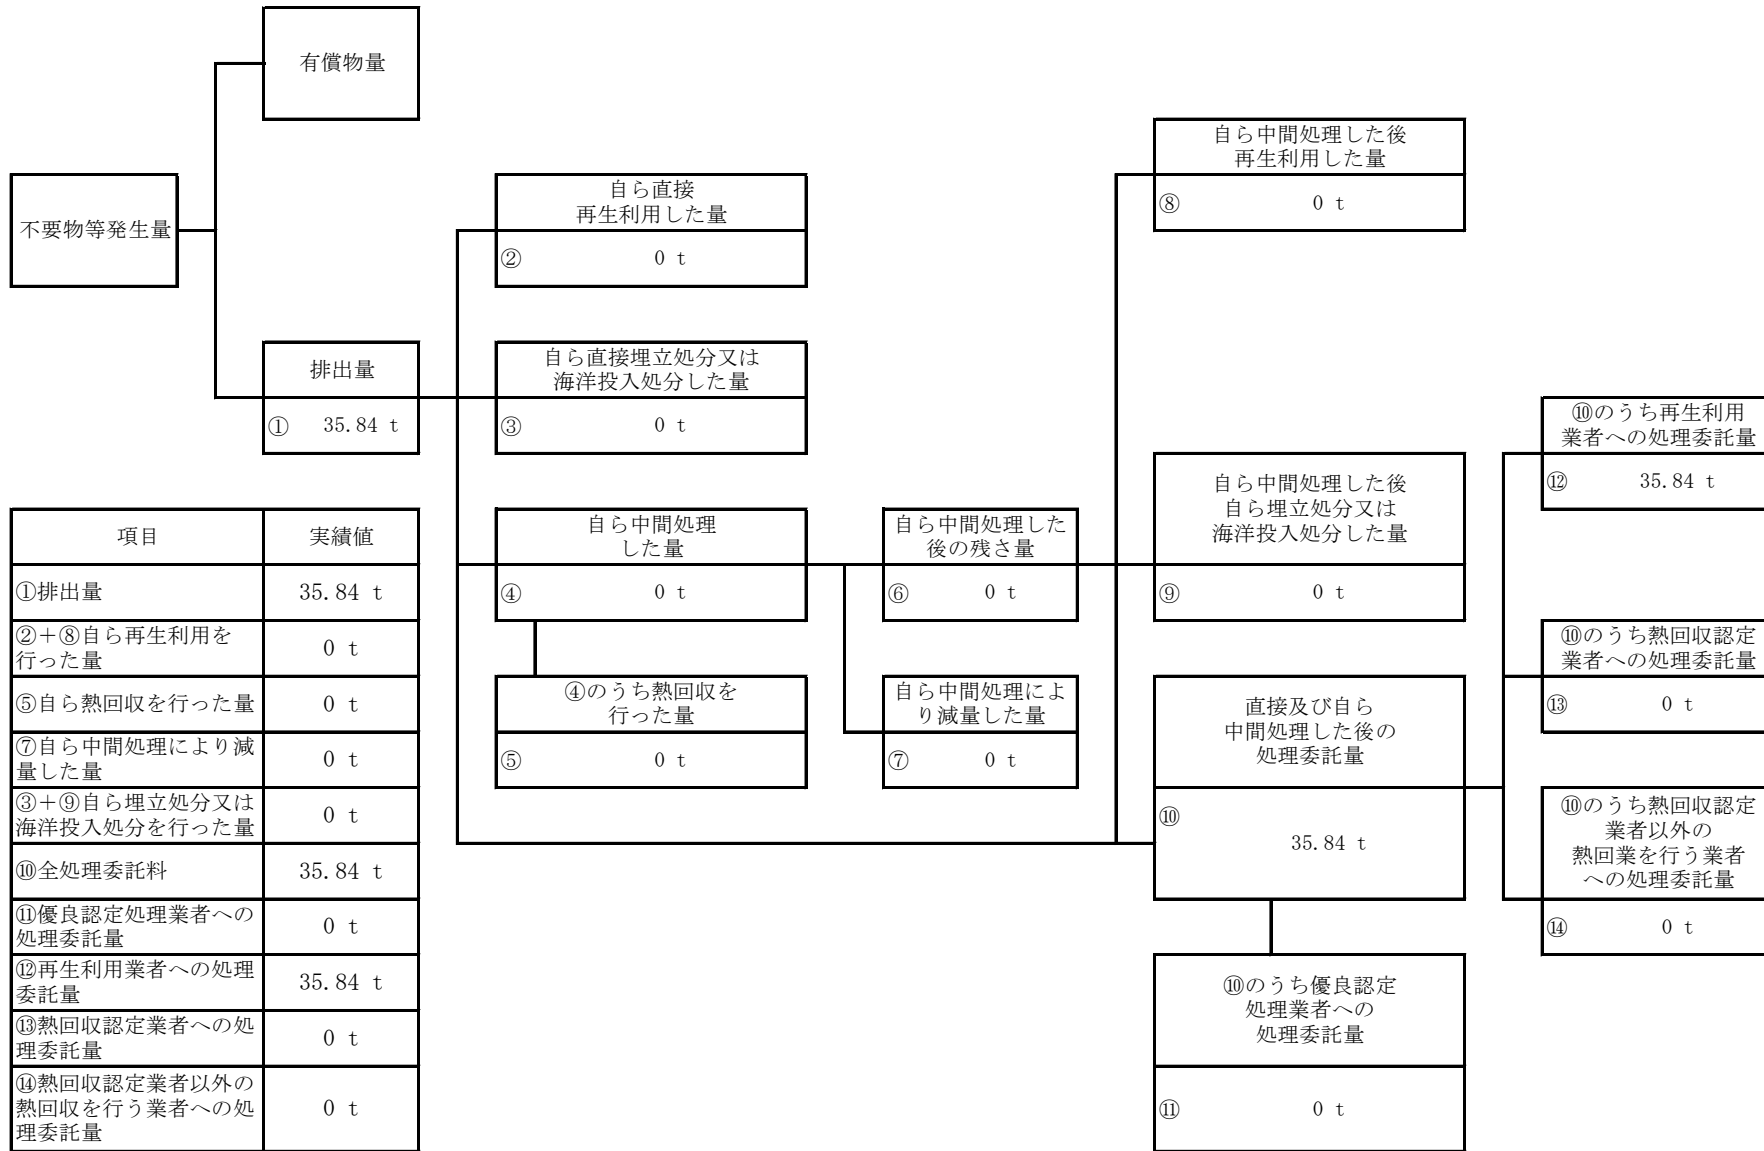 有償物量
不要物等発生量
排出量
① 35.84 t
自ら直接
再生利用した量
② 0 t
自ら直接埋立処分又は
海洋投入処分した量
③ 0 t
自ら中間処理
した量
④ 0 t
④のうち熱回収を
行った量
⑤ 0 t
自ら中間処理した
後の残さ量
⑥ 0 t
自ら中間処理によ
り減量した量
⑦ 0 t
自ら中間処理した後
再生利用した量
⑧ 0 t
自ら中間処理した後
自ら埋立処分又は
海洋投入処分した量
⑨ 0 t
直接及び自ら
中間処理した後の
処理委託量
⑩
35.84 t
⑩のうち優良認定
処理業者への
処理委託量
⑪ 0 t
⑩のうち再生利用
業者への処理委託量
⑫ 35.84 t
⑩のうち熱回収認定
業者への処理委託量
⑬ 0 t
⑩のうち熱回収認定
業者以外の
熱回業を行う業者
への処理委託量
⑭ 0 t
項目 実績値
①排出量 35.84 t
②＋⑧自ら再生利用を
行った量 0 t
⑤自ら熱回収を行った量 0 t
⑦自ら中間処理により減
量した量 0 t
③＋⑨自ら埋立処分又は
海洋投入処分を行った量 0 t
⑩全処理委託料 35.84 t
⑪優良認定処理業者への
処理委託量 0 t
⑫再生利用業者への処理
委託量 35.84 t
⑬熱回収認定業者への処
理委託量 0 t
⑭熱回収認定業者以外の
熱回収を行う業者への処
理委託量 0 t